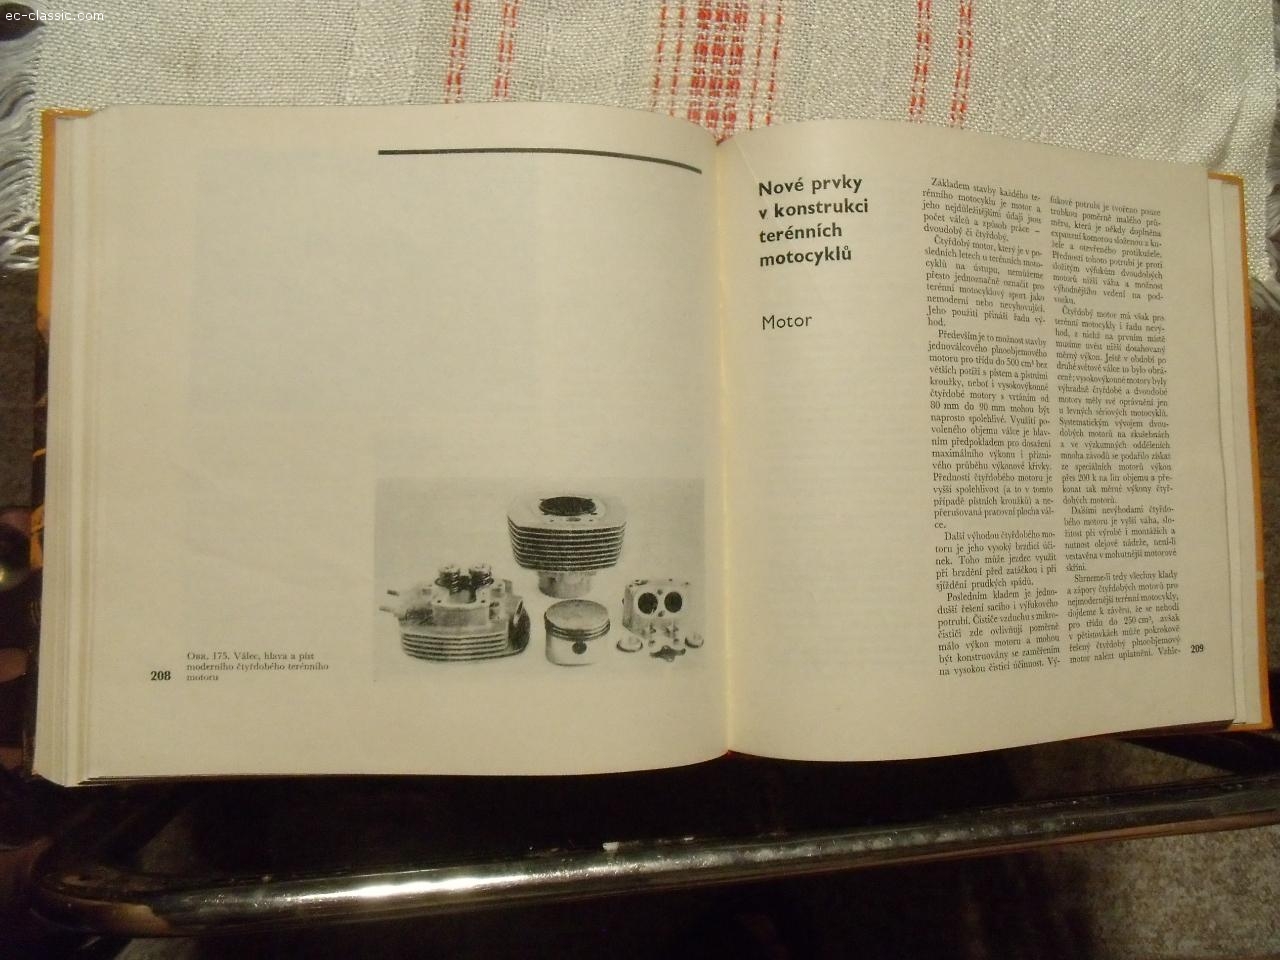 ec-classic.com
208
OBR. 175. Válec, hlava a píst
moderního čtyřdobého terénního
motoru
Nové prvky
v konstrukci
terénních
motocyklů
Motor
Základem stavby každého te-
rénního motocyklu je motor a
jeho nejdůležitějšími údaji jsou
počet válců a způsob práce –
dvoudobý či čtyřdobý.
Čtyřdobý motor, který je v po-
sledních letech u terénních moto-
cyklů na ústupu, nemůžeme
přesto jednoznačně označit pro
terénní motocyklový sport jako
nemoderní nebo nevyhovující.
Jeho použití přináší řadu vý-
hod.
Především je to možnost stavby
jednoválcového plnoobjemového
motoru pro třídu do 500 cm³ bez
větších potíží s pístem a pístními
kroužky, neboť i vysokovýkonné
čtyřdobé motory s vrtáním od
80 mm do 90 mm mohou být
naprosto spolehlivé. Využití po-
voleného objemu válce je hlav-
ním předpokladem pro dosažení
maximálního výkonu i přízni-
vého průběhu výkonové křivky.
Předností čtyřdobého motoru je
vyšší spolehlivost (a to v tomto
případě pístních kroužků) a ne-
přerušovaná pracovní plocha vál-
ce.
Další výhodou čtyřdobého mo-
toru je jeho vysoký brzdicí úči-
nek. Toho může jezdec využít
při brzdění před zatáčkou i při
sjíždění prudkých spádů.
Posledním kladem je jedno-
dušší řešení sacího i výfukového
potrubí. Čističe vzduchu s mikro-
čističi zde ovlivňují poměrně
málo výkon motoru a mohou
být konstruovány se zaměřením
na vysokou čisticí účinnost. Vý-
fukové potrubí je tvořeno pouze
trubkou poměrně malého prů-
měru, která je někdy doplněna
expanzní komorou složenou z ku-
žele a otevřeného protikužele.
Předností tohoto potrubí je proti
složitým výfukům dvoudobých
motorů nižší váha a možnost
výhodnějšího vedení na pod-
vozku.
Čtyřdobý motor má však pro
terénní motocykly i řadu nevý-
hod, z nichž na prvním místě
musíme uvést nižší dosahovaný
měrný výkon. Ještě v období po
druhé světové válce to bylo obrá-
ceně; vysokovýkonné motory byly
výhradně čtyřdobé a dvoudobé
motory měly své oprávnění jen
u levných sériových motocyklů.
Systematickým vývojem dvou-
dobých motorů na zkušebnách
a ve výzkumných odděleních
mnoha závodů se podařilo získat
ze speciálních motorů výkon
přes 200 k na litr objemu a pře-
konat tak měrné výkony čtyř-
dobých motorů.
Dalšími nevýhodami čtyřdo-
bého motoru je vyšší váha, slo-
žitost při výrobě i montážích a
nutnost olejové nádrže, není-li
vestavěna v mohutnější motorové
skříni.
Shrneme-li tedy všechny klady
a zápory čtyřdobých motorů pro
nejmodernější terénní motocykly,
dojdeme k závěru, že se nehodí
pro třídu do 250 cm³, avšak
v pětistovkách může pokrokově
řešený čtyřdobý plnoobjemový
motor nalézt uplatnění. Vzhle-
209